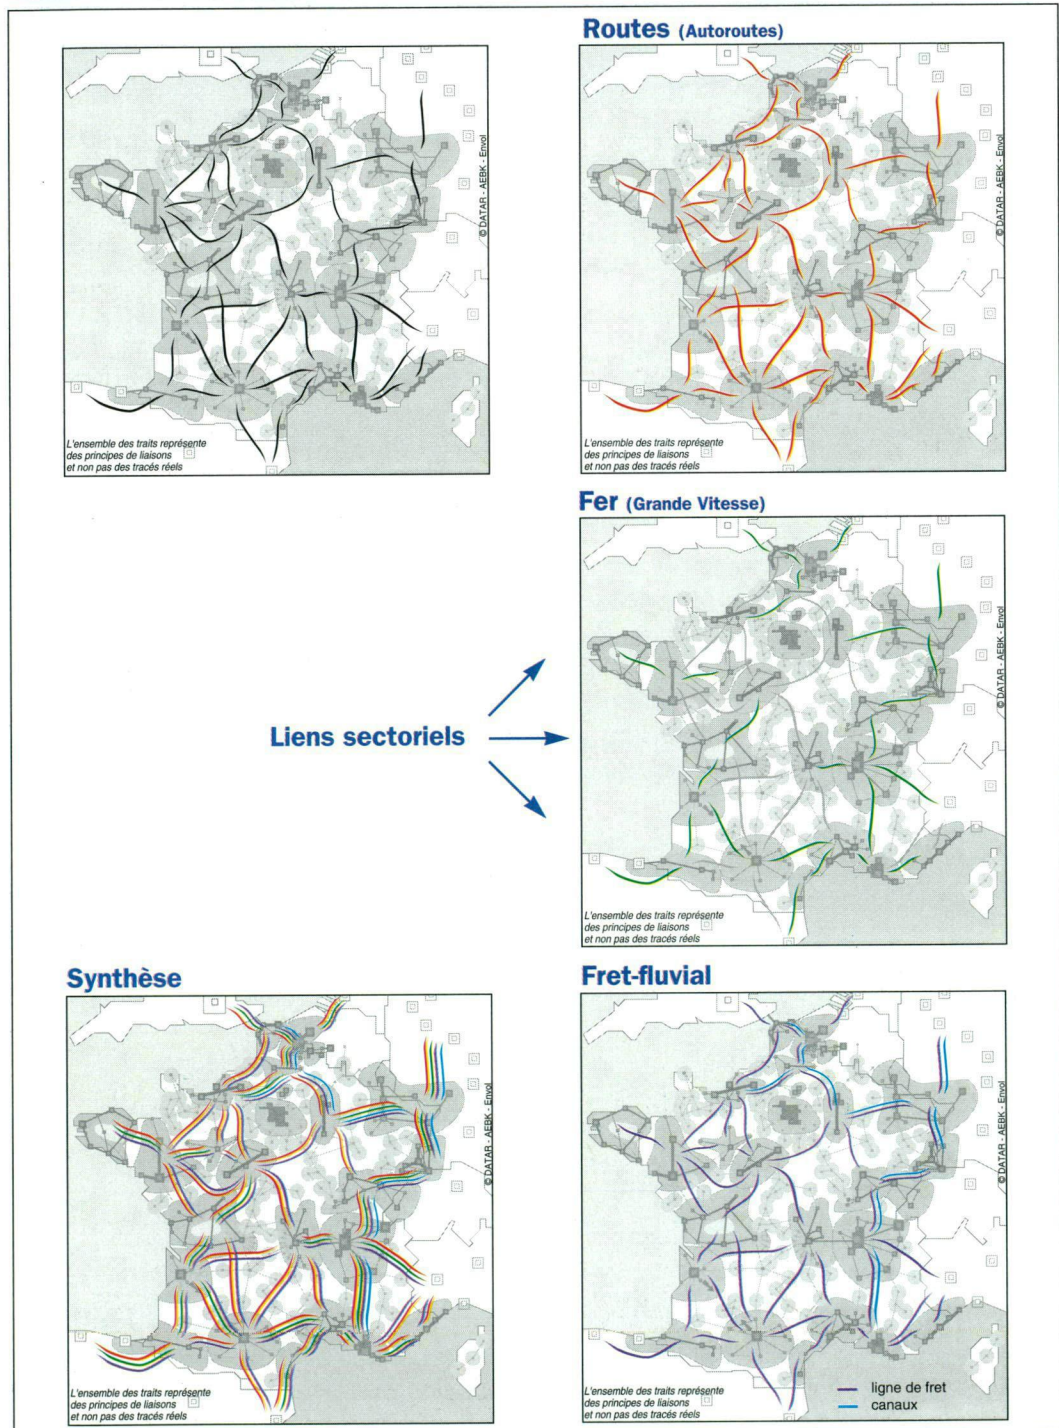 Routes (Autoroutes)
© DATAR - AEBK - Envol
L'ensemble des traits représente
des principes de liaisons
et non pas des tracés réels
© DATAR - AEBK - Envol
L'ensemble des traits représente
des principes de liaisons
et non pas des tracés réels
Fer (Grande Vitesse)
Liens sectoriels
© DATAR - AEBK - Envol
L'ensemble des traits représente
des principes de liaisons
et non pas des tracés réels
Synthèse
© DATAR - AEBK - Envol
L'ensemble des traits représente
des principes de liaisons
et non pas des tracés réels
Fret-fluvial
© DATAR - AEBK - Envol
ligne de fret
canaux
L'ensemble des traits représente
des principes de liaisons
et non pas des tracés réels